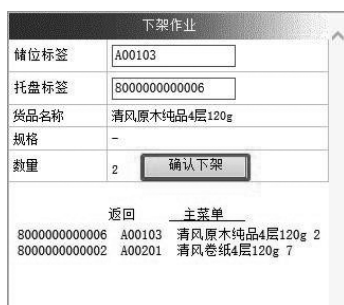 下架作业
储位标签 A00103
托盘标签 8000000000006
货品名称 清风原木纯品4层120g
规格 -
数量 2 确认下架
返回 主菜单
8000000000006 A00103 清风原木纯品4层120g 2
8000000000002 A00201 清风卷纸4层120g 7